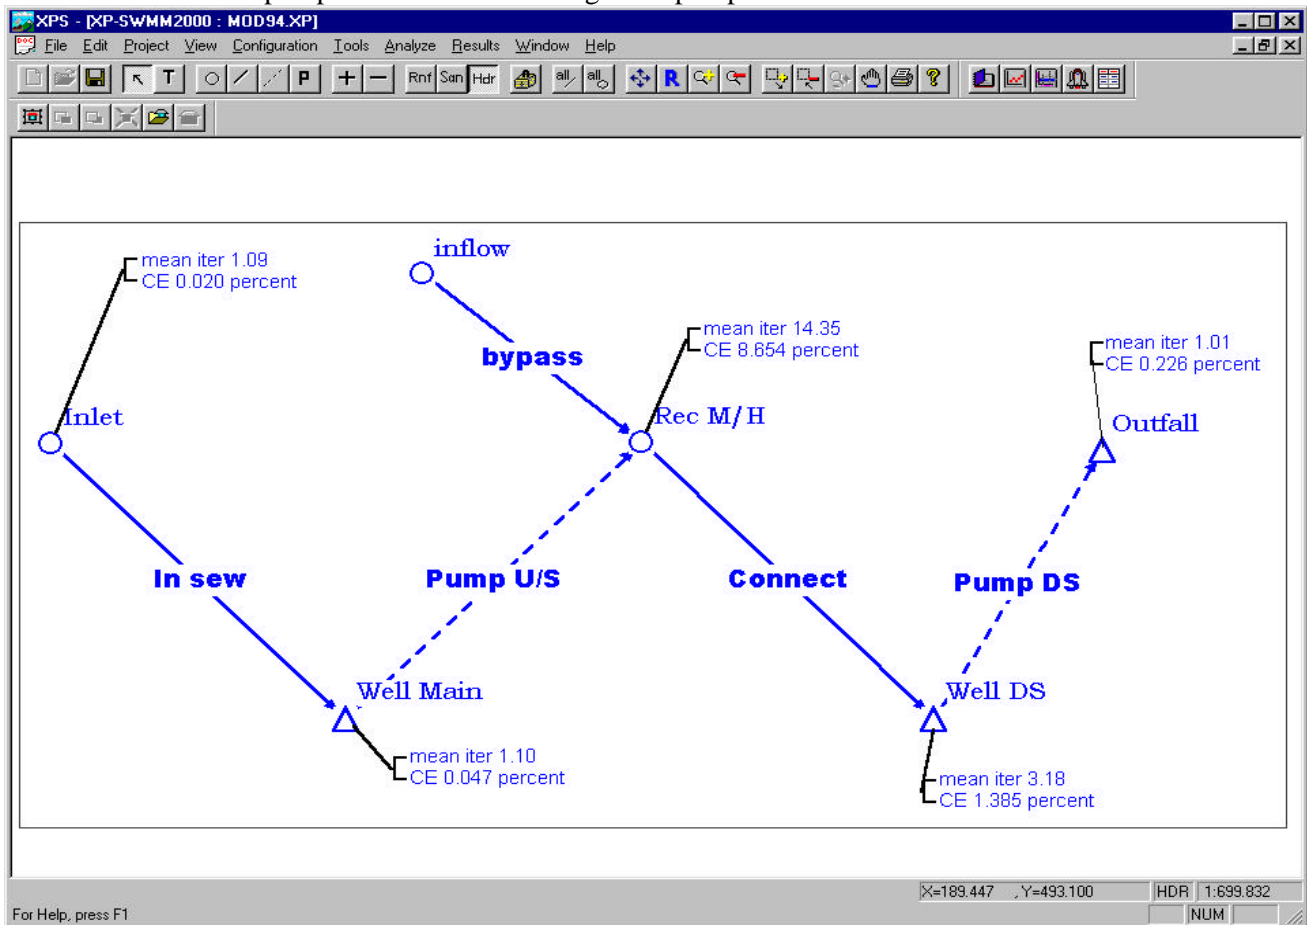 XPS - [XP-SWMM2000 : MOD94.XP]
File Edit Project View Configuration Tools Analyze Results Window Help
T P Rnf San Hdr all all R ?
inflow
mean iter 1.09
CE 0.020 percent
mean iter 14.35
CE 8.654 percent
mean iter 1.01
CE 0.226 percent
bypass
Inlet
Rec M/H
Outfall
In sew
Pump U/S
Connect
Pump DS
Well Main
Well DS
mean iter 1.10
CE 0.047 percent
mean iter 3.18
CE 1.385 percent
X=189.447 ,Y=493.100 HDR 1:699.832
For Help, press F1 NUM